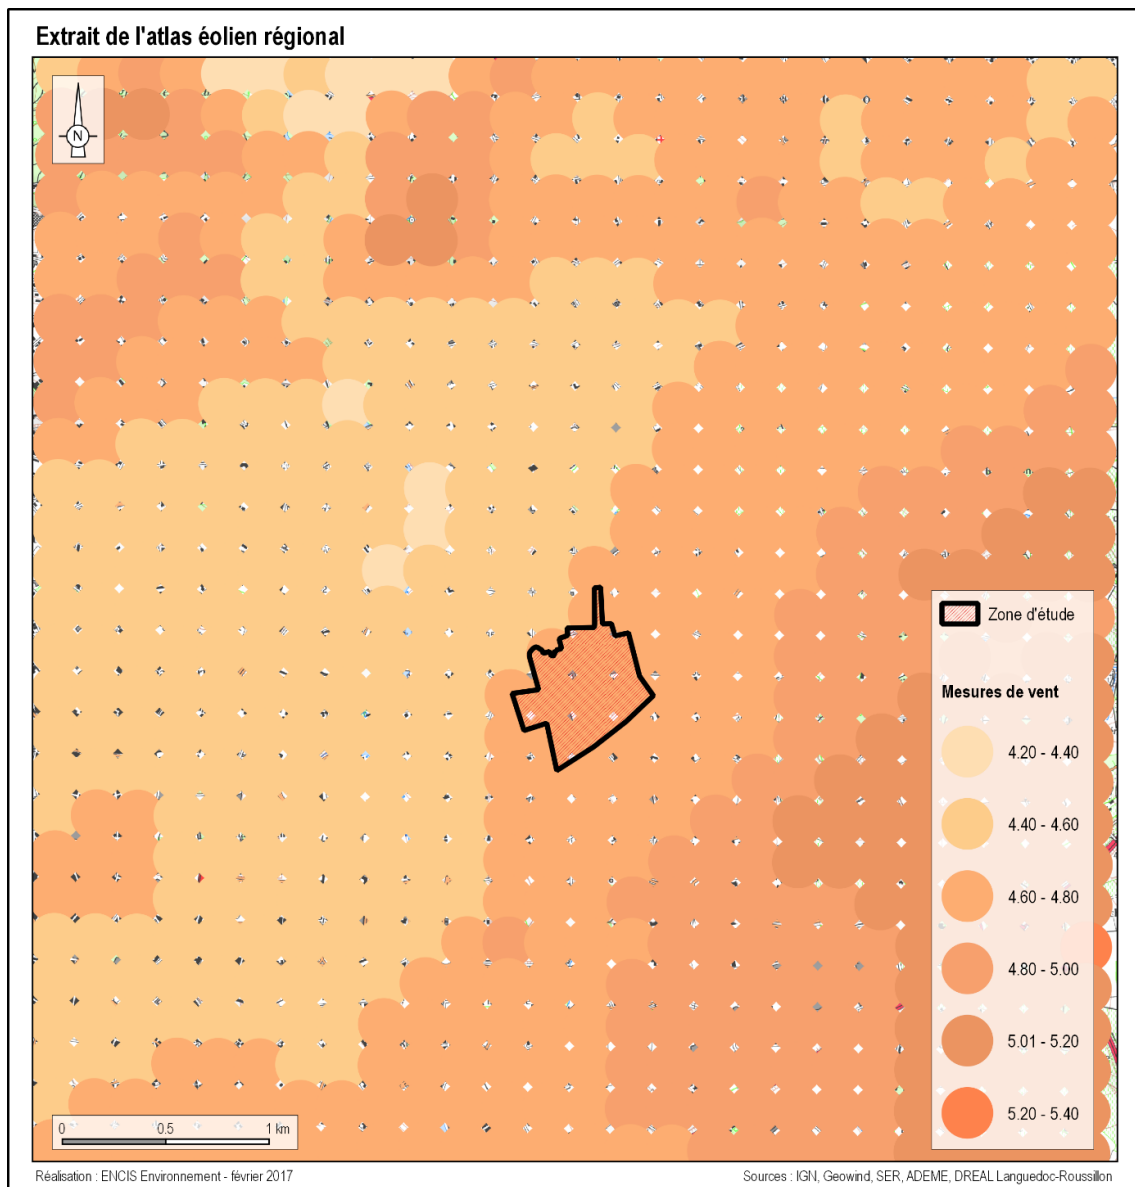 Extrait de l'atlas éolien régional
N
Zone d'étude
Mesures de vent
4.20 - 4.40
4.40 - 4.60
4.60 - 4.80
4.80 - 5.00
5.01 - 5.20
5.20 - 5.40
0 0.5 1 km
Réalisation : ENCIS Environnement - février 2017
Sources : IGN, Geowind, SER, ADEME, DREAL Languedoc-Roussillon